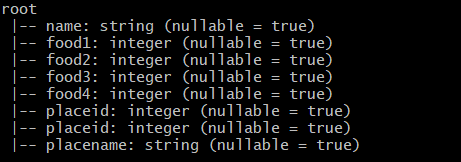 root
 |-- name: string (nullable = true)
 |-- food1: integer (nullable = true)
 |-- food2: integer (nullable = true)
 |-- food3: integer (nullable = true)
 |-- food4: integer (nullable = true)
 |-- placeid: integer (nullable = true)
 |-- placeid: integer (nullable = true)
 |-- placename: string (nullable = true)